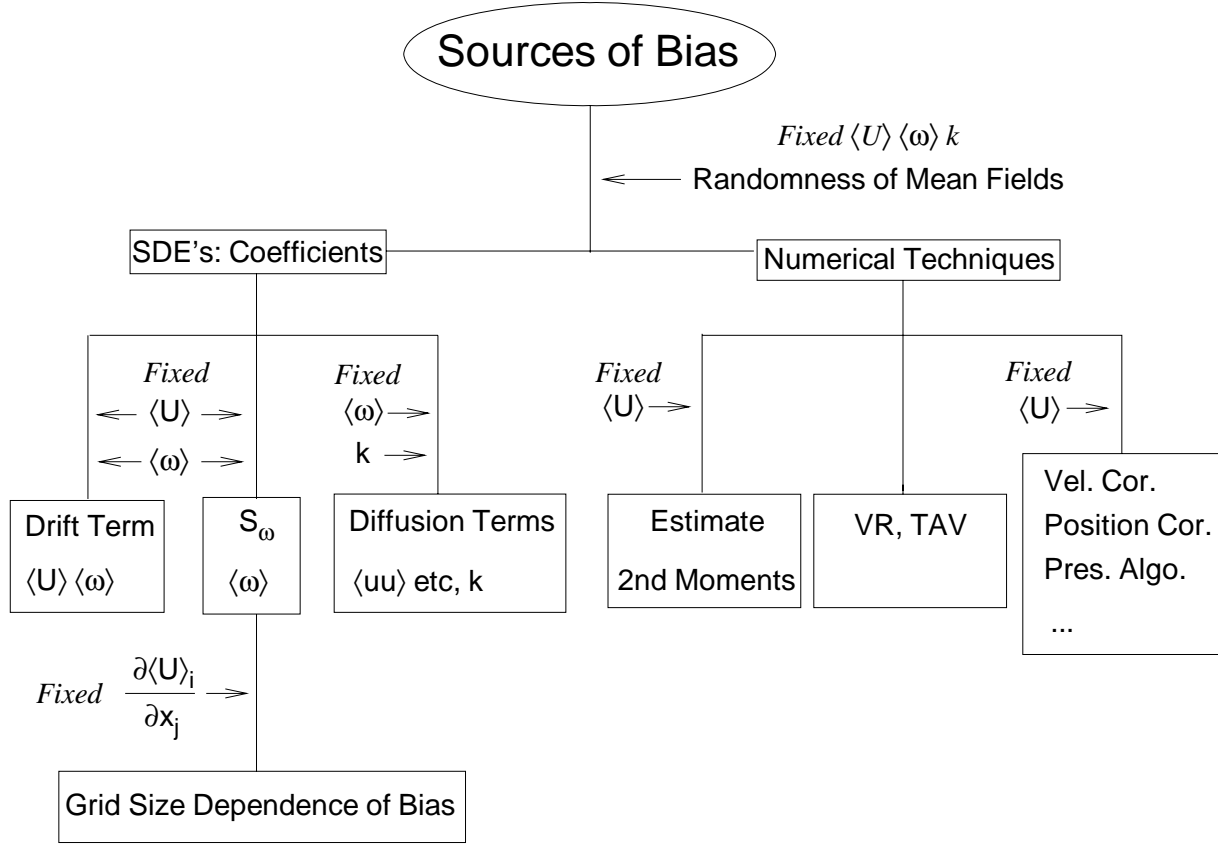 Sources of Bias
Fixed ⟨U⟩ ⟨ω⟩ k
Randomness of Mean Fields
SDE's: Coefficients
Numerical Techniques
Fixed
⟨U⟩
⟨ω⟩
Fixed
⟨ω⟩
k
Fixed
⟨U⟩
Fixed
⟨U⟩
Drift Term
⟨U⟩ ⟨ω⟩
S_ω
⟨ω⟩
Diffusion Terms
⟨uu⟩ etc, k
Estimate
2nd Moments
VR, TAV
Vel. Cor.
Position Cor.
Pres. Algo.
...
Fixed ∂⟨U⟩_i / ∂x_j
Grid Size Dependence of Bias